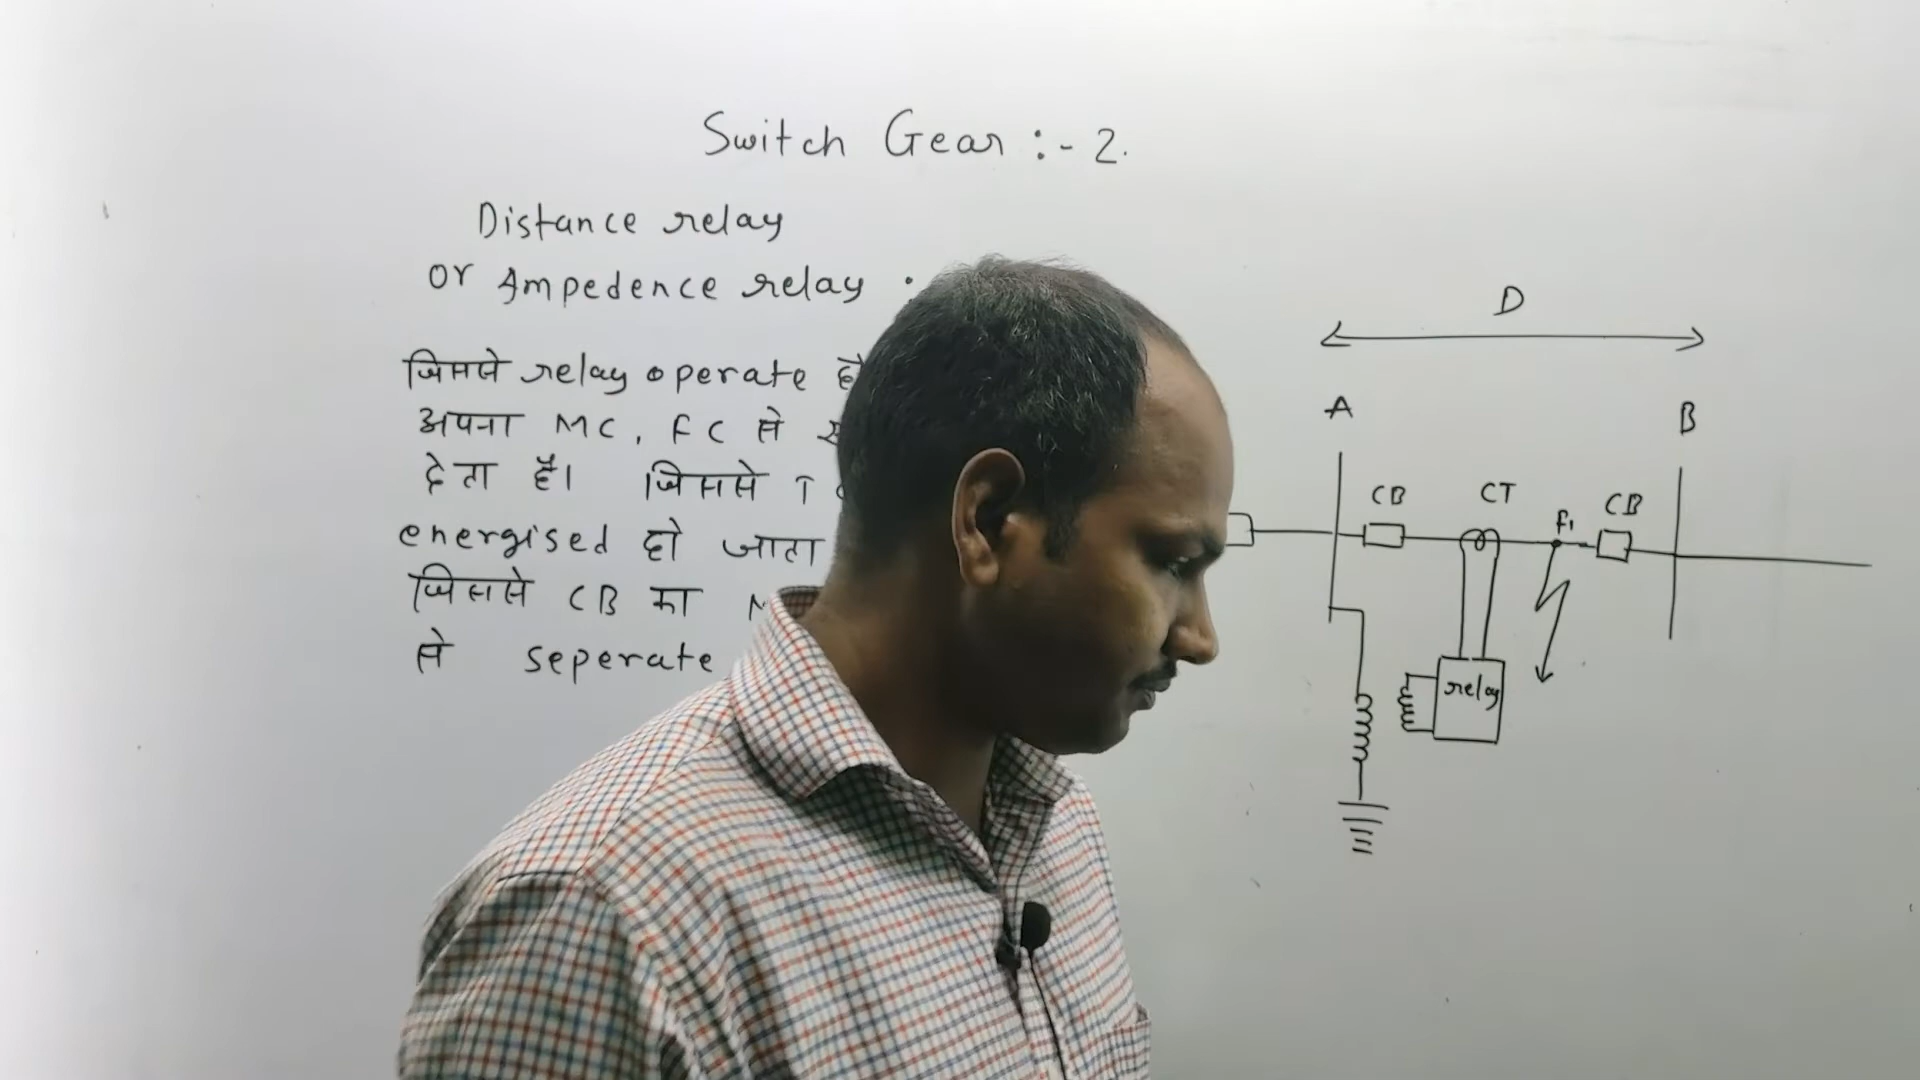 Switch Gear :- 2.
Distance relay
or Impedence relay :
जिससे relay operate
अपना MC, FC से
देता है। जिससे T
energised हो जाता
जिससे CB का
से seperate
D
A
B
CB
CT
F₁
CB
relay